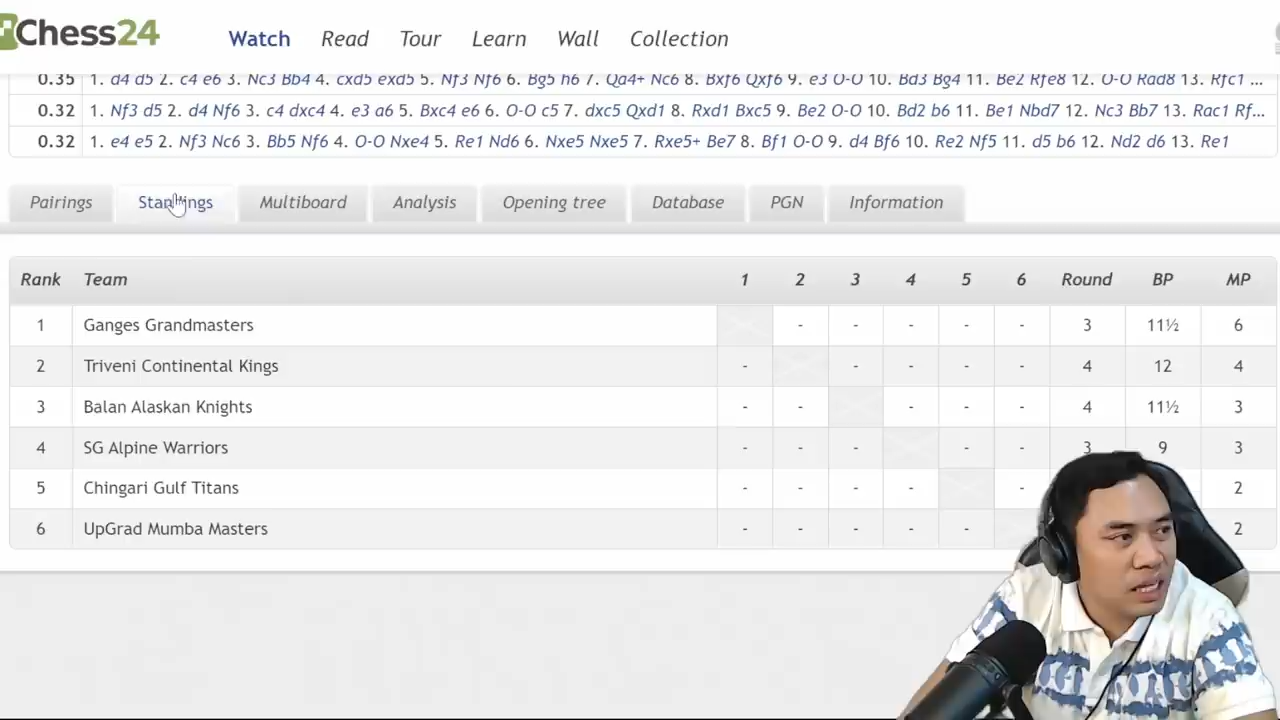 Chess24
Watch Read Tour Learn Wall Collection
0.35 1. d4 d5 2. c4 e6 3. Nc3 Bb4 4. cxd5 exd5 5. Nf3 Nf6 6. Bg5 h6 7. Qa4+ Nc6 8. Bxf6 Qxf6 9. e3 O-O 10. Bd3 Bg4 11. Be2 Rfe8 12. O-O Rad8 13. Rfc1 ...
0.32 1. Nf3 d5 2. d4 Nf6 3. c4 dxc4 4. e3 a6 5. Bxc4 e6 6. O-O c5 7. dxc5 Qxd1 8. Rxd1 Bxc5 9. Be2 O-O 10. Bd2 b6 11. Be1 Nbd7 12. Nc3 Bb7 13. Rac1 Rf...
0.32 1. e4 e5 2. Nf3 Nc6 3. Bb5 Nf6 4. O-O Nxe4 5. Re1 Nd6 6. Nxe5 Nxe5 7. Rxe5+ Be7 8. Bf1 O-O 9. d4 Bf6 10. Re2 Nf5 11. d5 b6 12. Nd2 d6 13. Re1
Pairings Standings Multiboard Analysis Opening tree Database PGN Information
Rank Team 1 2 3 4 5 6 Round BP MP
1 Ganges Grandmasters - - - - - 3 11½ 6
2 Triveni Continental Kings - - - - - 4 12 4
3 Balan Alaskan Knights - - - - - 4 11½ 3
4 SG Alpine Warriors - - - - - 3 9 3
5 Chingari Gulf Titans - - - - - 2
6 UpGrad Mumba Masters - - - - - 2